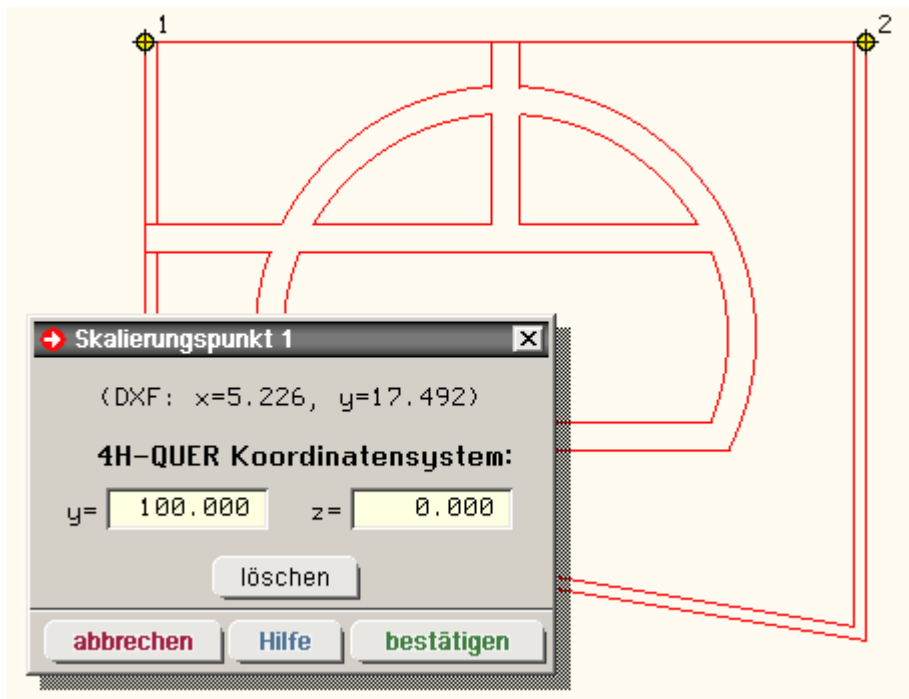 1
2
Skalierungspunkt 1
(DXF: x=5.226, y=17.492)
4H-QUER Koordinatensystem:
y= 100.000 z= 0.000
löschen
abbrechen Hilfe bestätigen